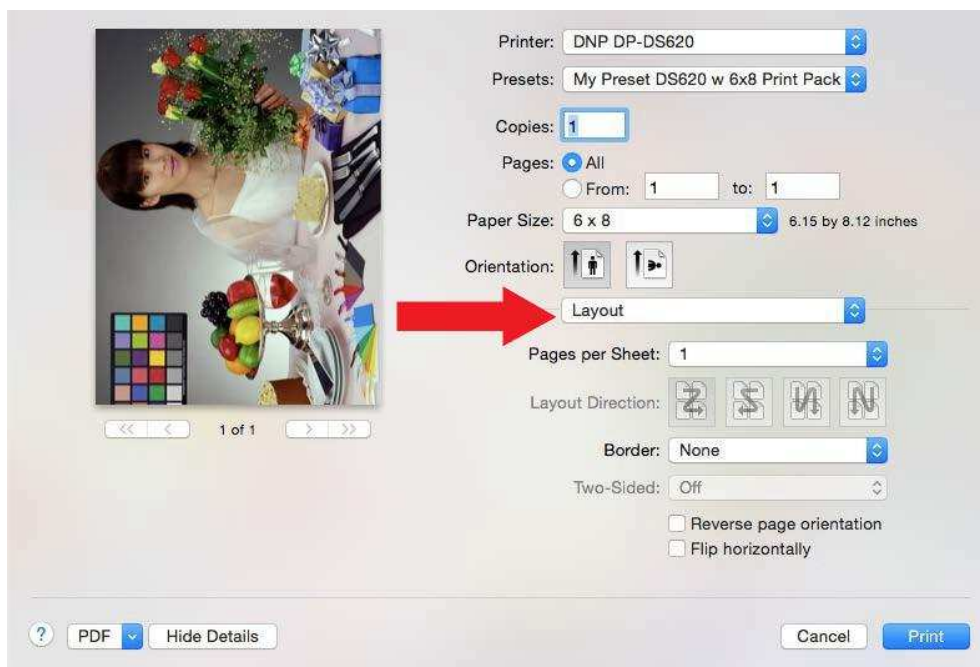 Printer: DNP DP-DS620
Presets: My Preset DS620 w 6x8 Print Pack
Copies: 1
Pages: All
From: 1 to: 1
Paper Size: 6 x 8 6.15 by 8.12 inches
Orientation:
Layout
Pages per Sheet: 1
Layout Direction:
Border: None
Two-Sided: Off
Reverse page orientation
Flip horizontally
<< < 1 of 1 > >>
? PDF Hide Details Cancel Print